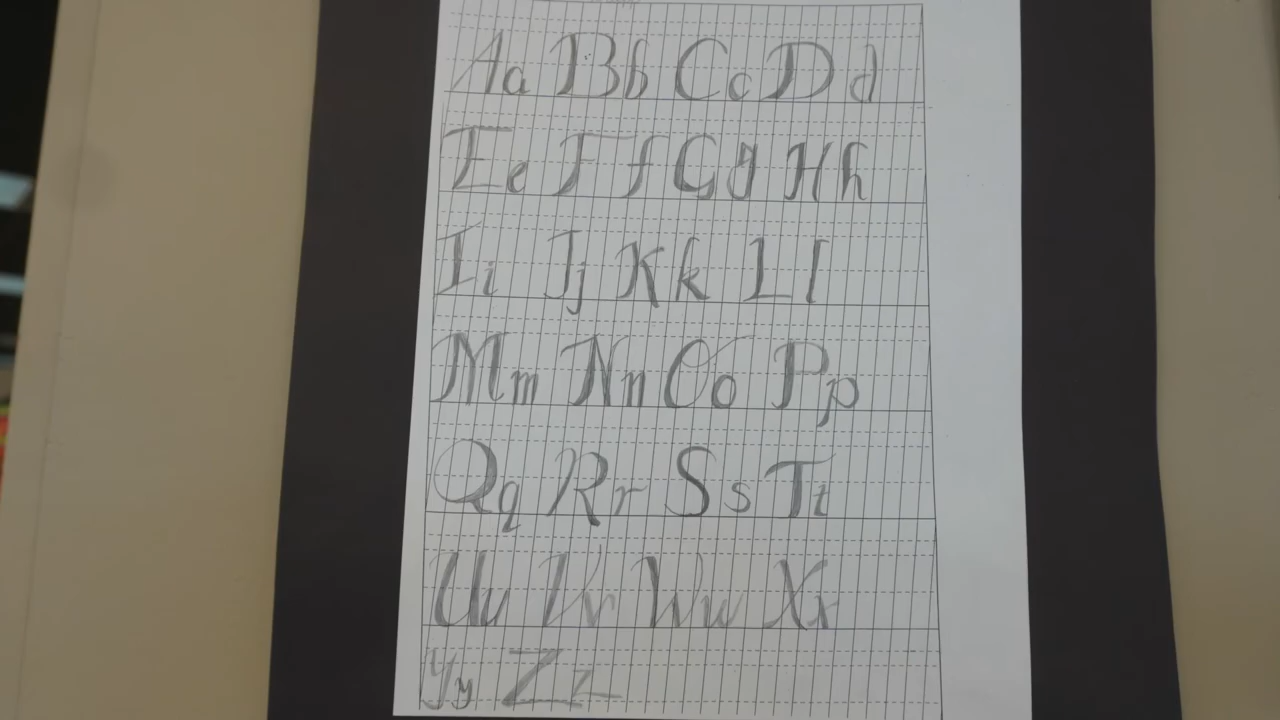 Aa Bb Cc Dd
Ee Ff Gg Hh
Ii Jj Kk Ll
Mm Nn Oo Pp
Qq Rr Ss Tt
Uu Vv Ww Xx
Yy Zz